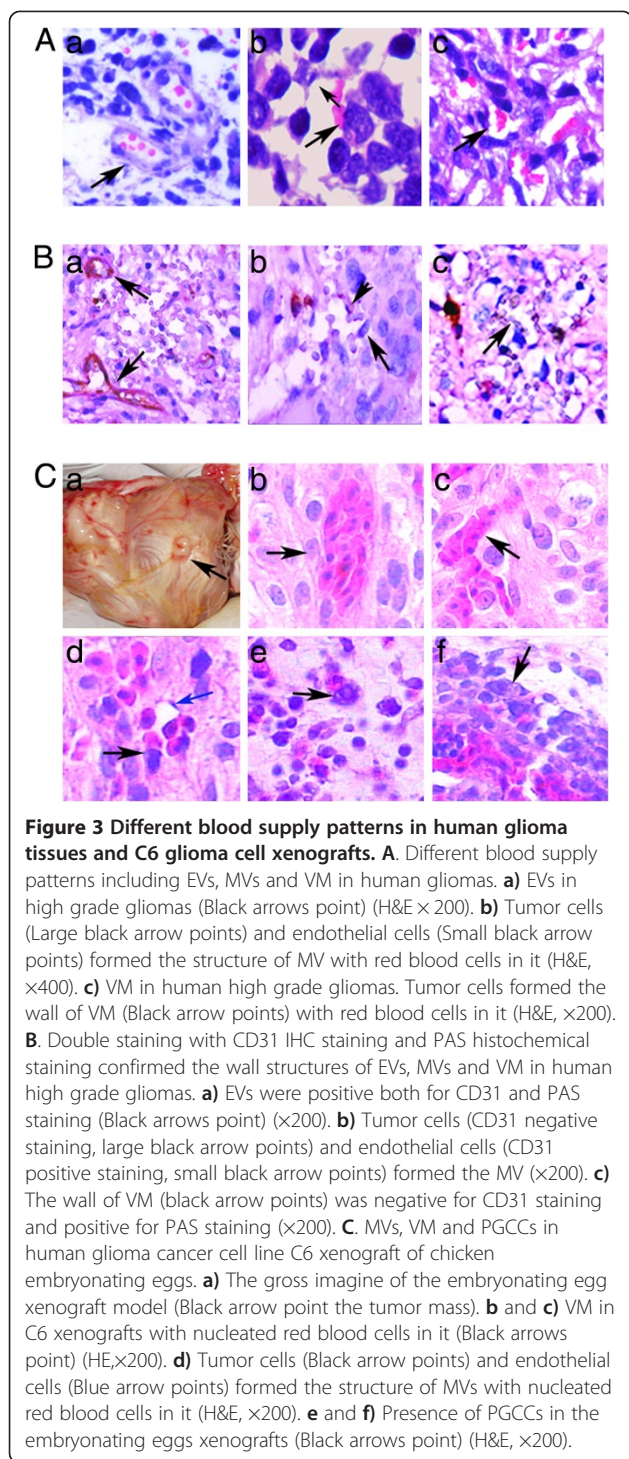 A a b c
B a b c
C a b c
d e f
Figure 3 Different blood supply patterns in human glioma
tissues and C6 glioma cell xenografts. A. Different blood supply
patterns including EVs, MVs and VM in human gliomas. a) EVs in
high grade gliomas (Black arrows point) (H&E × 200). b) Tumor cells
(Large black arrow points) and endothelial cells (Small black arrow
points) formed the structure of MV with red blood cells in it (H&E,
×400). c) VM in human high grade gliomas. Tumor cells formed the
wall of VM (Black arrow points) with red blood cells in it (H&E, ×200).
B. Double staining with CD31 IHC staining and PAS histochemical
staining confirmed the wall structures of EVs, MVs and VM in human
high grade gliomas. a) EVs were positive both for CD31 and PAS
staining (Black arrows point) (×200). b) Tumor cells (CD31 negative
staining, large black arrow points) and endothelial cells (CD31
positive staining, small black arrow points) formed the MV (×200). c)
The wall of VM (black arrow points) was negative for CD31 staining
and positive for PAS staining (×200). C. MVs, VM and PGCCs in
human glioma cancer cell line C6 xenograft of chicken
embryonating eggs. a) The gross imagine of the embryonating egg
xenograft model (Black arrow point the tumor mass). b and c) VM in
C6 xenografts with nucleated red blood cells in it (Black arrows
point) (HE,×200). d) Tumor cells (Black arrow points) and endothelial
cells (Blue arrow points) formed the structure of MVs with nucleated
red blood cells in it (H&E, ×200). e and f) Presence of PGCCs in the
embryonating eggs xenografts (Black arrows point) (H&E, ×200).